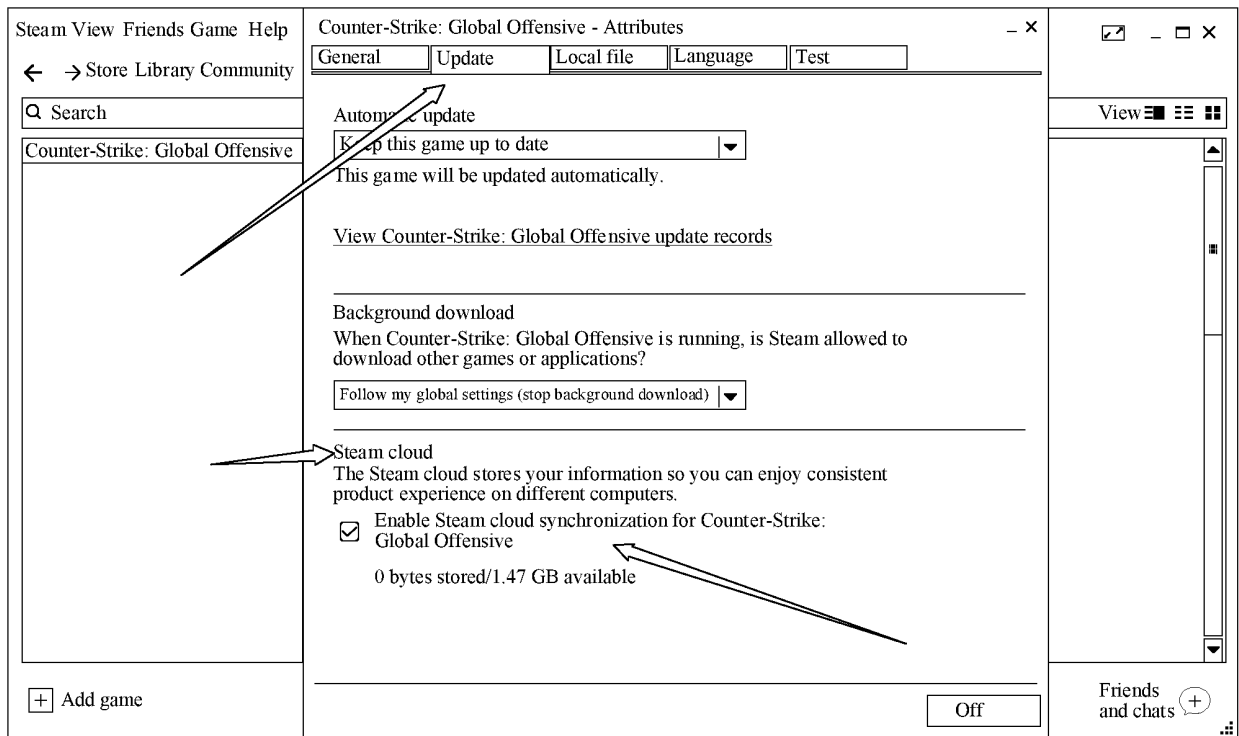 Steam View Friends Game Help
Store Library Community
Search
Counter-Strike: Global Offensive
Counter-Strike: Global Offensive - Attributes
General Update Local file Language Test
Automatic update
Keep this game up to date
This game will be updated automatically.
View Counter-Strike: Global Offensive update records
Background download
When Counter-Strike: Global Offensive is running, is Steam allowed to
download other games or applications?
Follow my global settings (stop background download)
Steam cloud
The Steam cloud stores your information so you can enjoy consistent
product experience on different computers.
Enable Steam cloud synchronization for Counter-Strike:
Global Offensive
0 bytes stored/1.47 GB available
Off
View
Add game
Friends
and chats